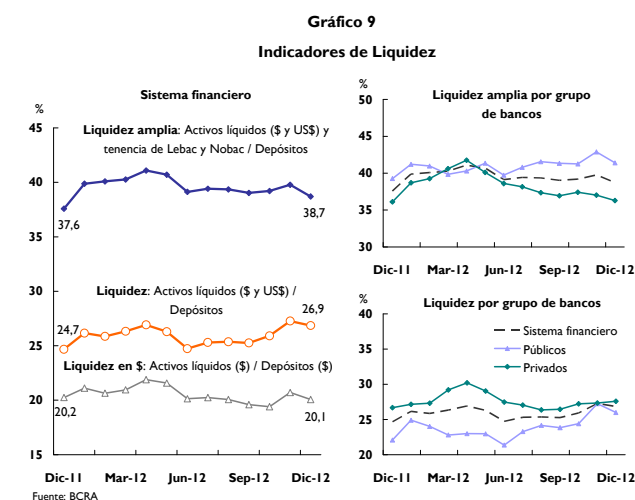 Gráfico 9
Indicadores de Liquidez
Sistema financiero
%
45
40
35
30
25
20
15
Liquidez amplia: Activos líquidos ($ y US$) y
tenencia de Lebac y Nobac / Depósitos
37,6
38,7
Liquidez: Activos líquidos ($ y US$) /
Depósitos
24,7
26,9
Liquidez en $: Activos líquidos ($) / Depósitos ($)
20,2
20,1
Dic-11 Mar-12 Jun-12 Sep-12 Dic-12
Fuente: BCRA
%
Liquidez amplia por grupo
de bancos
50
45
40
35
30
Dic-11 Mar-12 Jun-12 Sep-12 Dic-12
%
Liquidez por grupo de bancos
40
35
30
25
20
Sistema financiero
Públicos
Privados
Dic-11 Mar-12 Jun-12 Sep-12 Dic-12